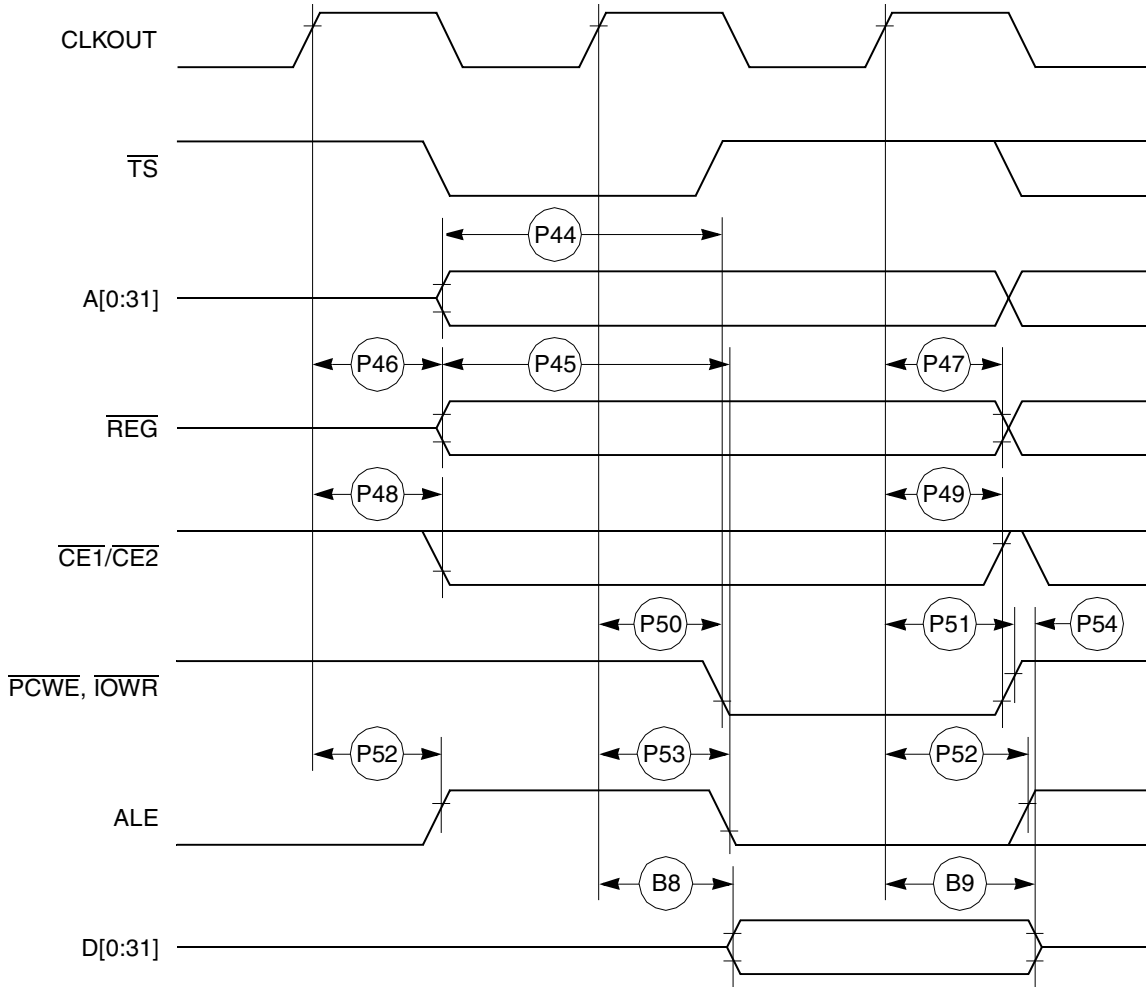 CLKOUT
TS
P44
A[0:31]
P46 P45 P47
REG
P48 P49
CE1/CE2
P50 P51 P54
PCWE, IOWR
P52 P53 P52
ALE
B8 B9
D[0:31]